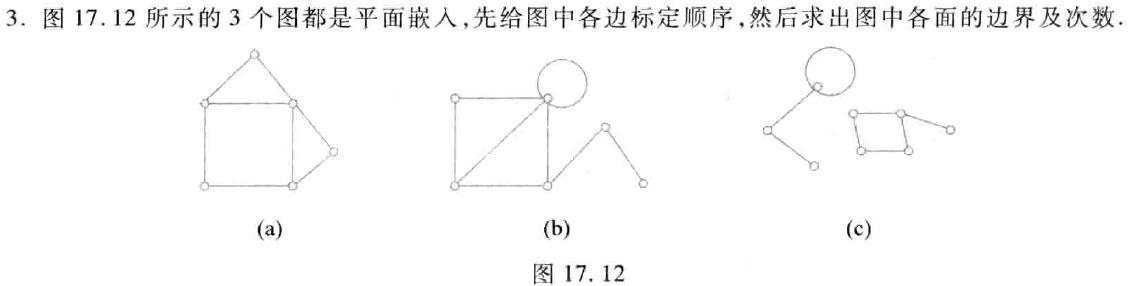 3. 图 17.12 所示的 3 个图都是平面嵌入,先给图中各边标定顺序,然后求出图中各面的边界及次数.
(a) (b) (c)
图 17.12